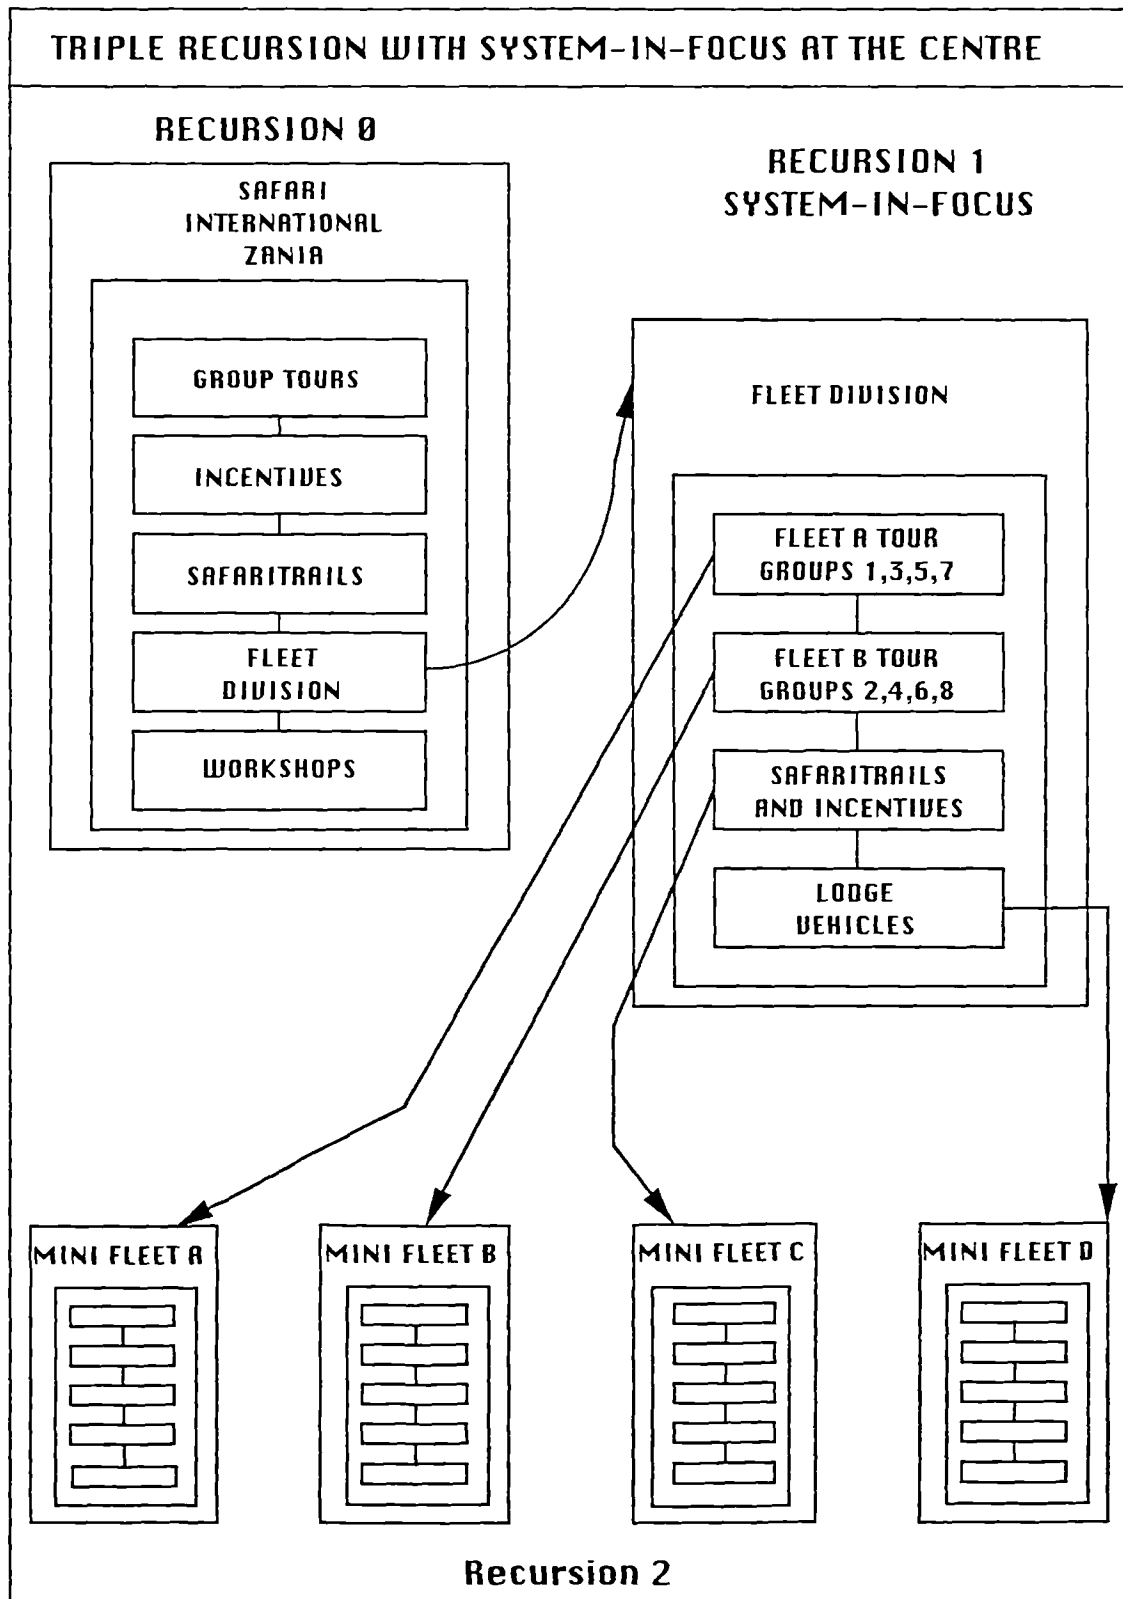 TRIPLE RECURSION WITH SYSTEM-IN-FOCUS AT THE CENTRE
RECURSION 0
SAFARI
INTERNATIONAL
ZANIA
GROUP TOURS
INCENTIVES
SAFARITRAILS
FLEET
DIVISION
WORKSHOPS
RECURSION 1
SYSTEM-IN-FOCUS
FLEET DIVISION
FLEET A TOUR
GROUPS 1,3,5,7
FLEET B TOUR
GROUPS 2,4,6,8
SAFARITRAILS
AND INCENTIVES
LODGE
VEHICLES
MINI FLEET A
MINI FLEET B
MINI FLEET C
MINI FLEET D
Recursion 2